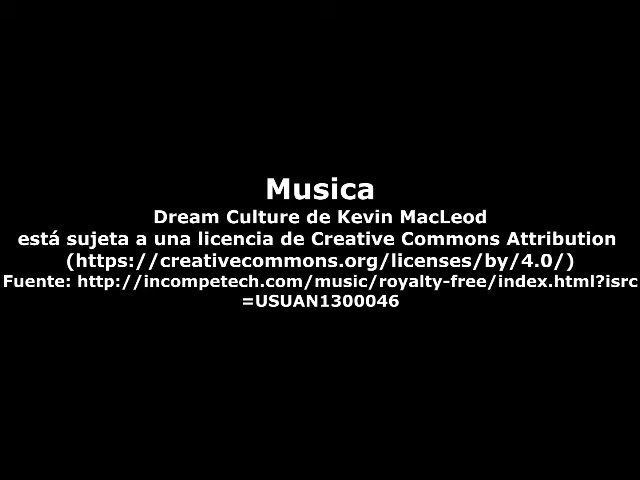 Musica
Dream Culture de Kevin MacLeod
está sujeta a una licencia de Creative Commons Attribution
(https://creativecommons.org/licenses/by/4.0/)
Fuente: http://incompetech.com/music/royalty-free/index.html?isrc
=USUAN1300046